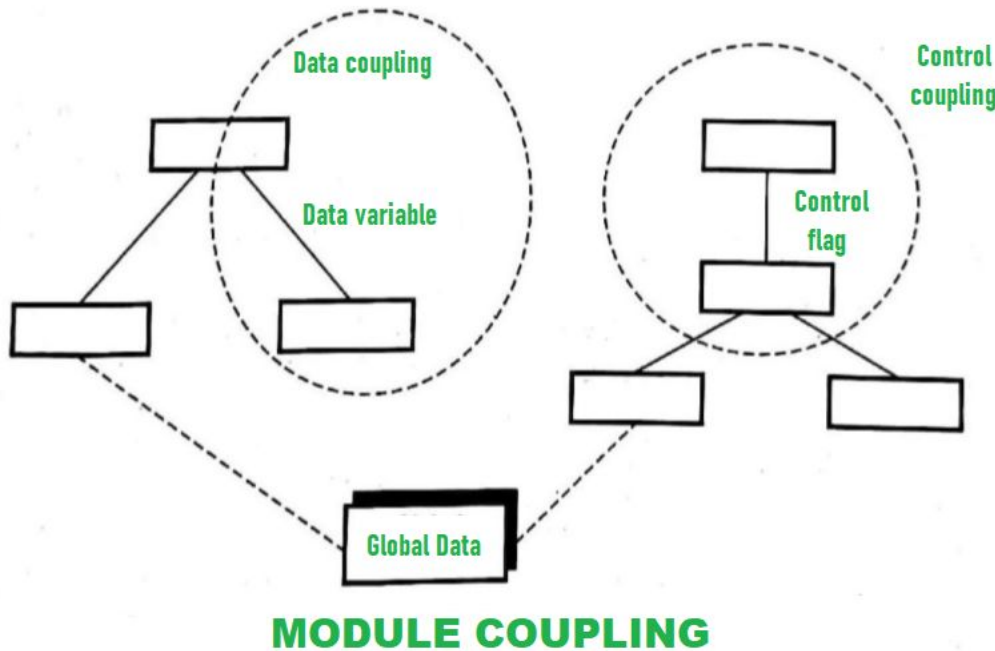 Data coupling
Data variable
Control
coupling
Control
flag
Global Data
MODULE COUPLING